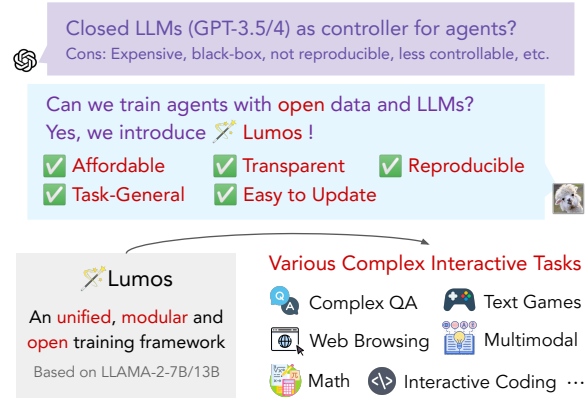 Closed LLMs (GPT-3.5/4) as controller for agents?
Cons: Expensive, black-box, not reproducible, less controllable, etc.
Can we train agents with open data and LLMs?
Yes, we introduce Lumos !
Affordable
Transparent
Reproducible
Task-General
Easy to Update
Lumos
An unified, modular and
open training framework
Based on LLAMA-2-7B/13B
Various Complex Interactive Tasks
Q
A
Complex QA
Text Games
Web Browsing
Multimodal
Math
Interactive Coding ...